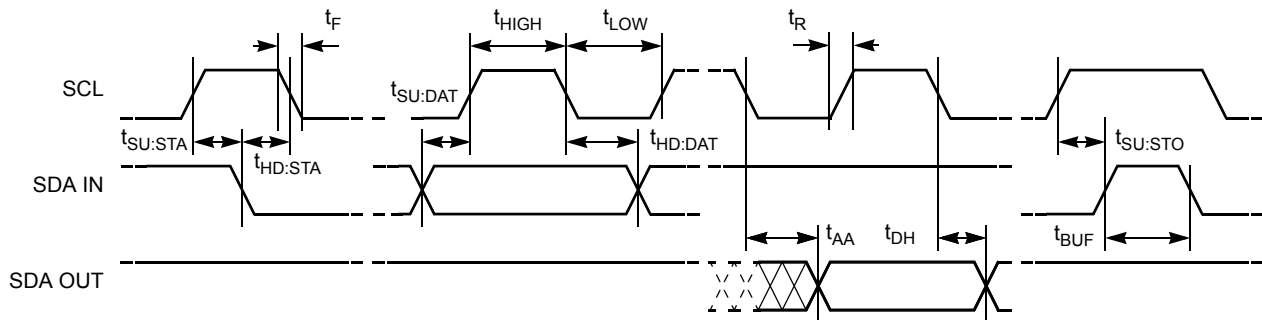 tF
tHIGH
tLOW
tR
SCL
tSU:DAT
tSU:STA
tHD:STA
tHD:DAT
tSU:STO
SDA IN
tAA
tDH
tBUF
SDA OUT